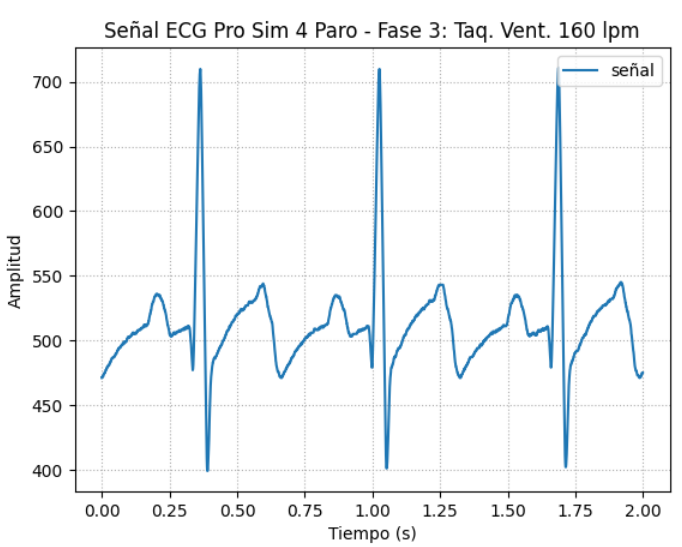 Señal ECG Pro Sim 4 Paro - Fase 3: Taq. Vent. 160 lpm
señal
700
650
600
550
500
450
400
Amplitud
0.00 0.25 0.50 0.75 1.00 1.25 1.50 1.75 2.00
Tiempo (s)